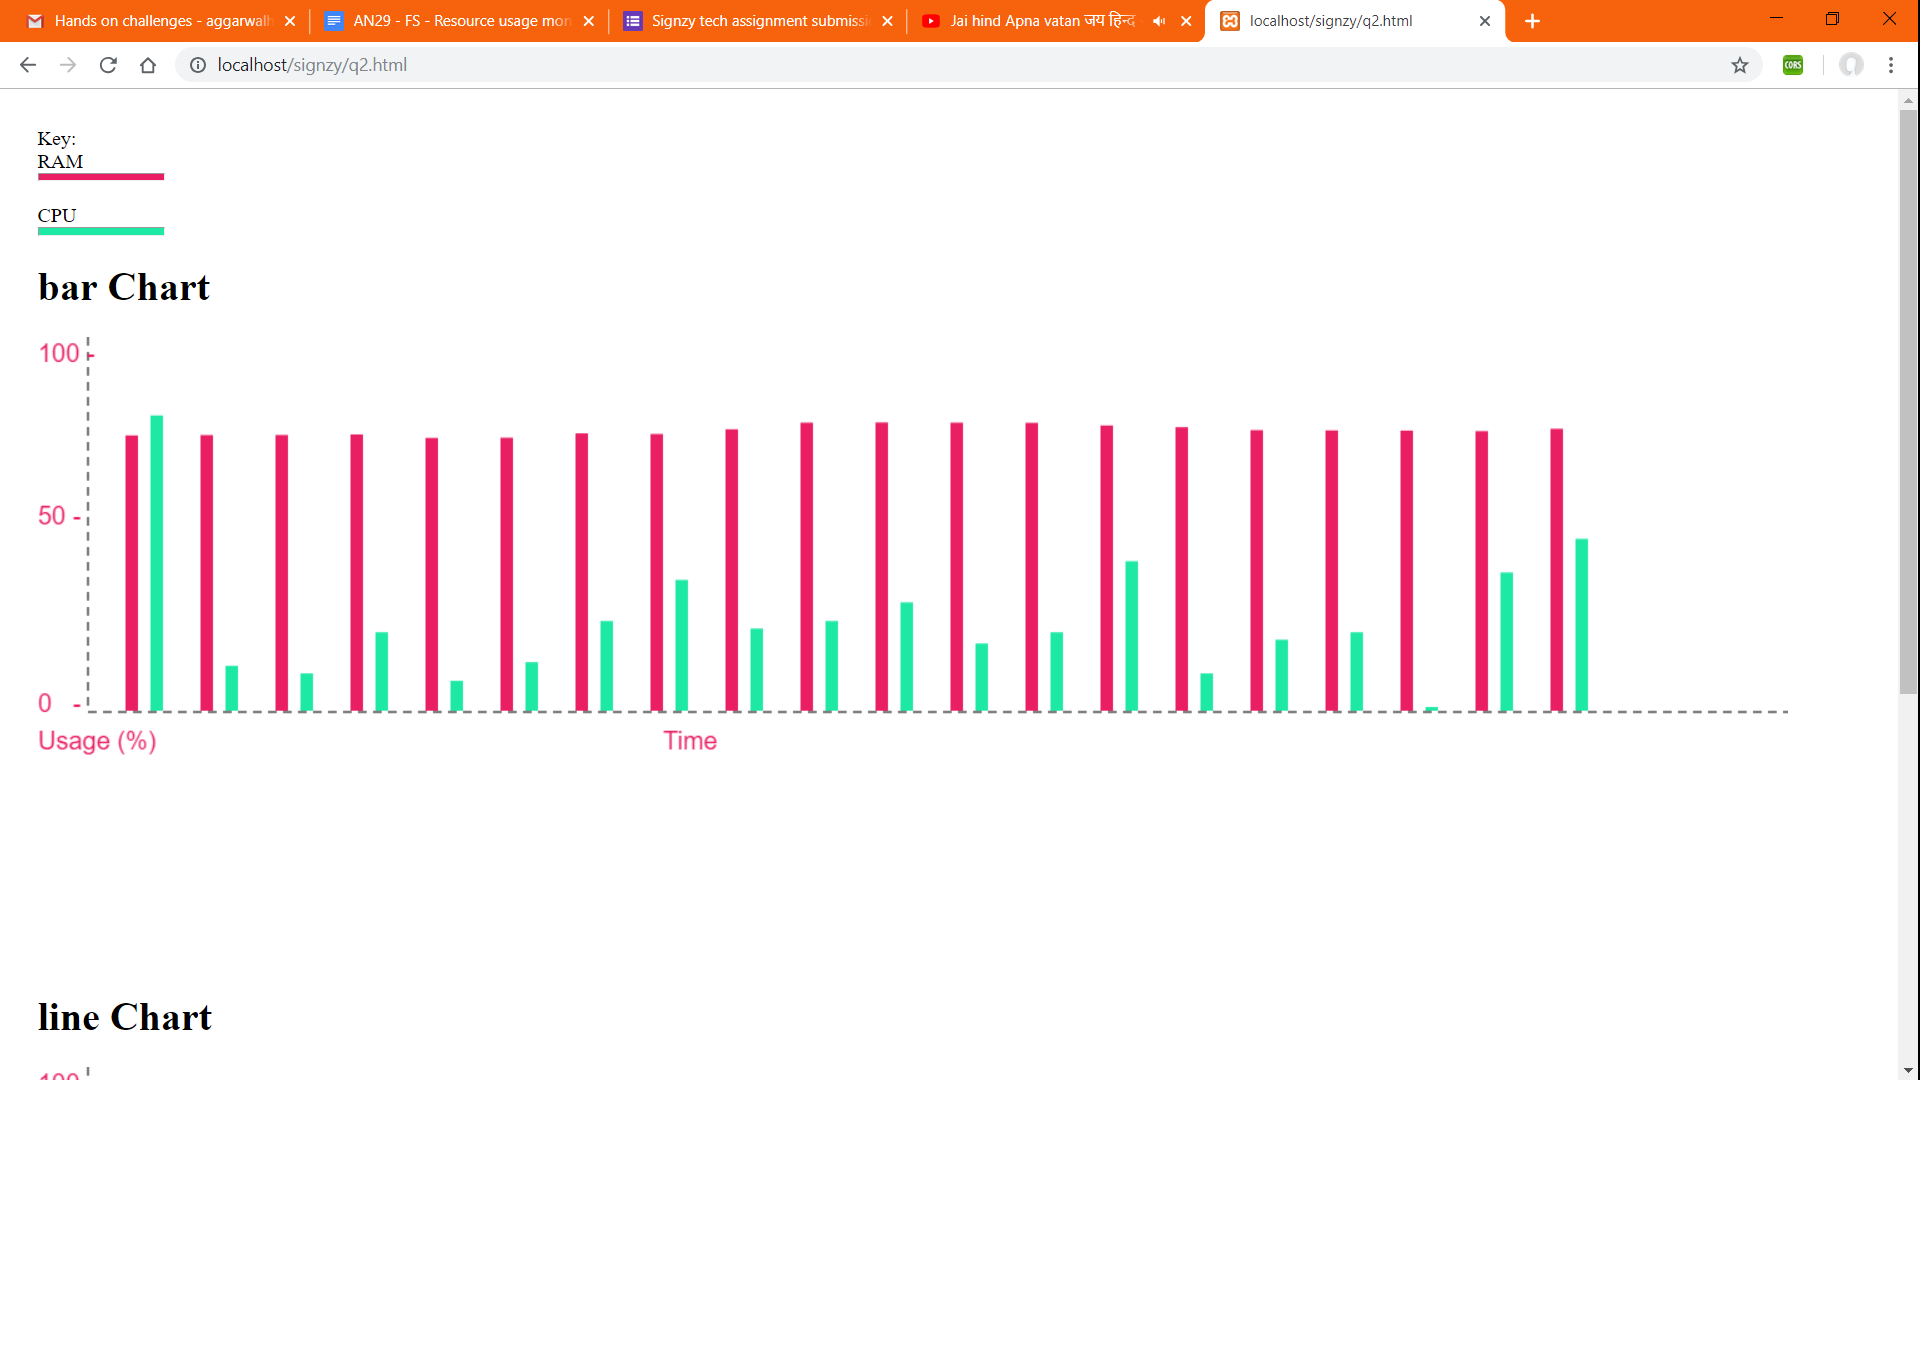 Hands on challenges - aggarwalh
AN29 - FS - Resource usage mon
Signzy tech assignment submissi
Jai hind Apna vatan जय हिन्द
localhost/signzy/q2.html
localhost/signzy/q2.html
CORS
Key:
RAM
CPU
bar Chart
100 -
50 -
0 -
Usage (%)
Time
line Chart
100